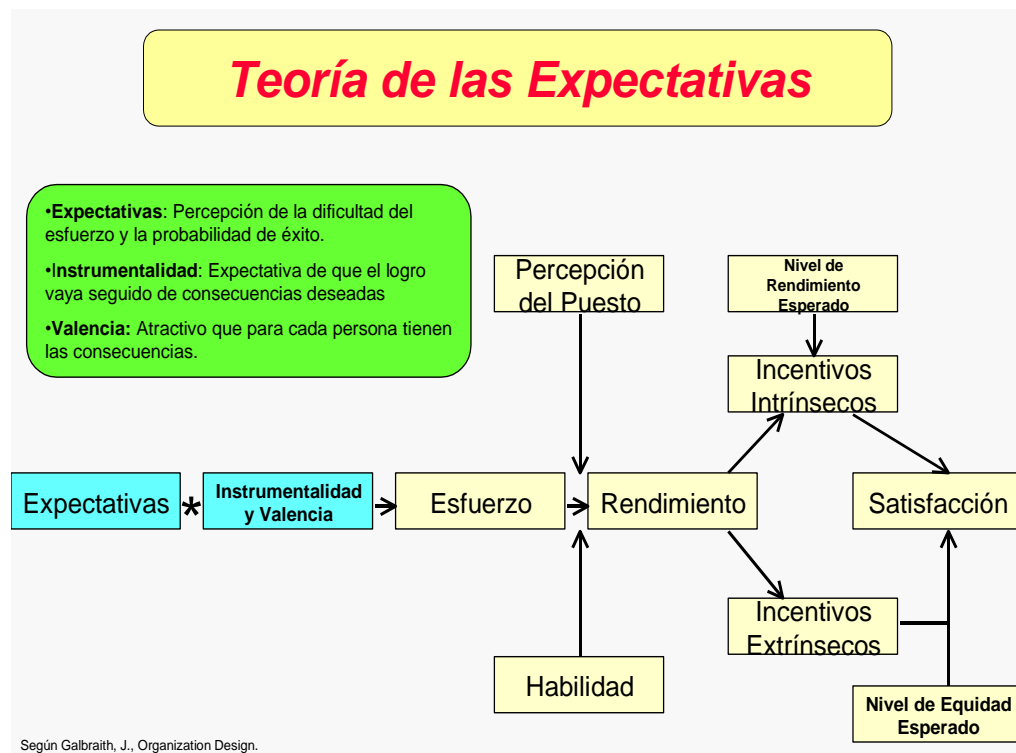 Teoría de las Expectativas
•Expectativas: Percepción de la dificultad del
esfuerzo y la probabilidad de éxito.
•Instrumentalidad: Expectativa de que el logro
vaya seguido de consecuencias deseadas
•Valencia: Atractivo que para cada persona tienen
las consecuencias.
Percepción
del Puesto
Nivel de
Rendimiento
Esperado
Incentivos
Intrínsecos
Expectativas
*
Instrumentalidad
y Valencia
Esfuerzo
Rendimiento
Satisfacción
Incentivos
Extrínsecos
Habilidad
Nivel de Equidad
Esperado
Según Galbraith, J., Organization Design.